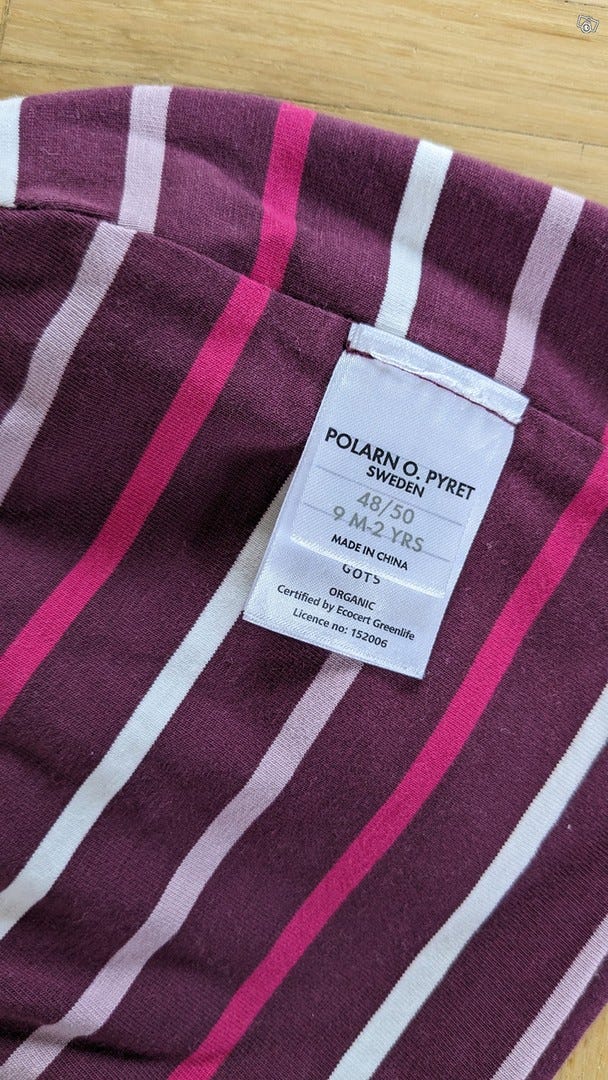 POLARN O. PYRET
SWEDEN
48/50
9 M-2 YRS
MADE IN CHINA
GOTS
ORGANIC
Certified by Ecocert Greenlife
Licence no: 152006